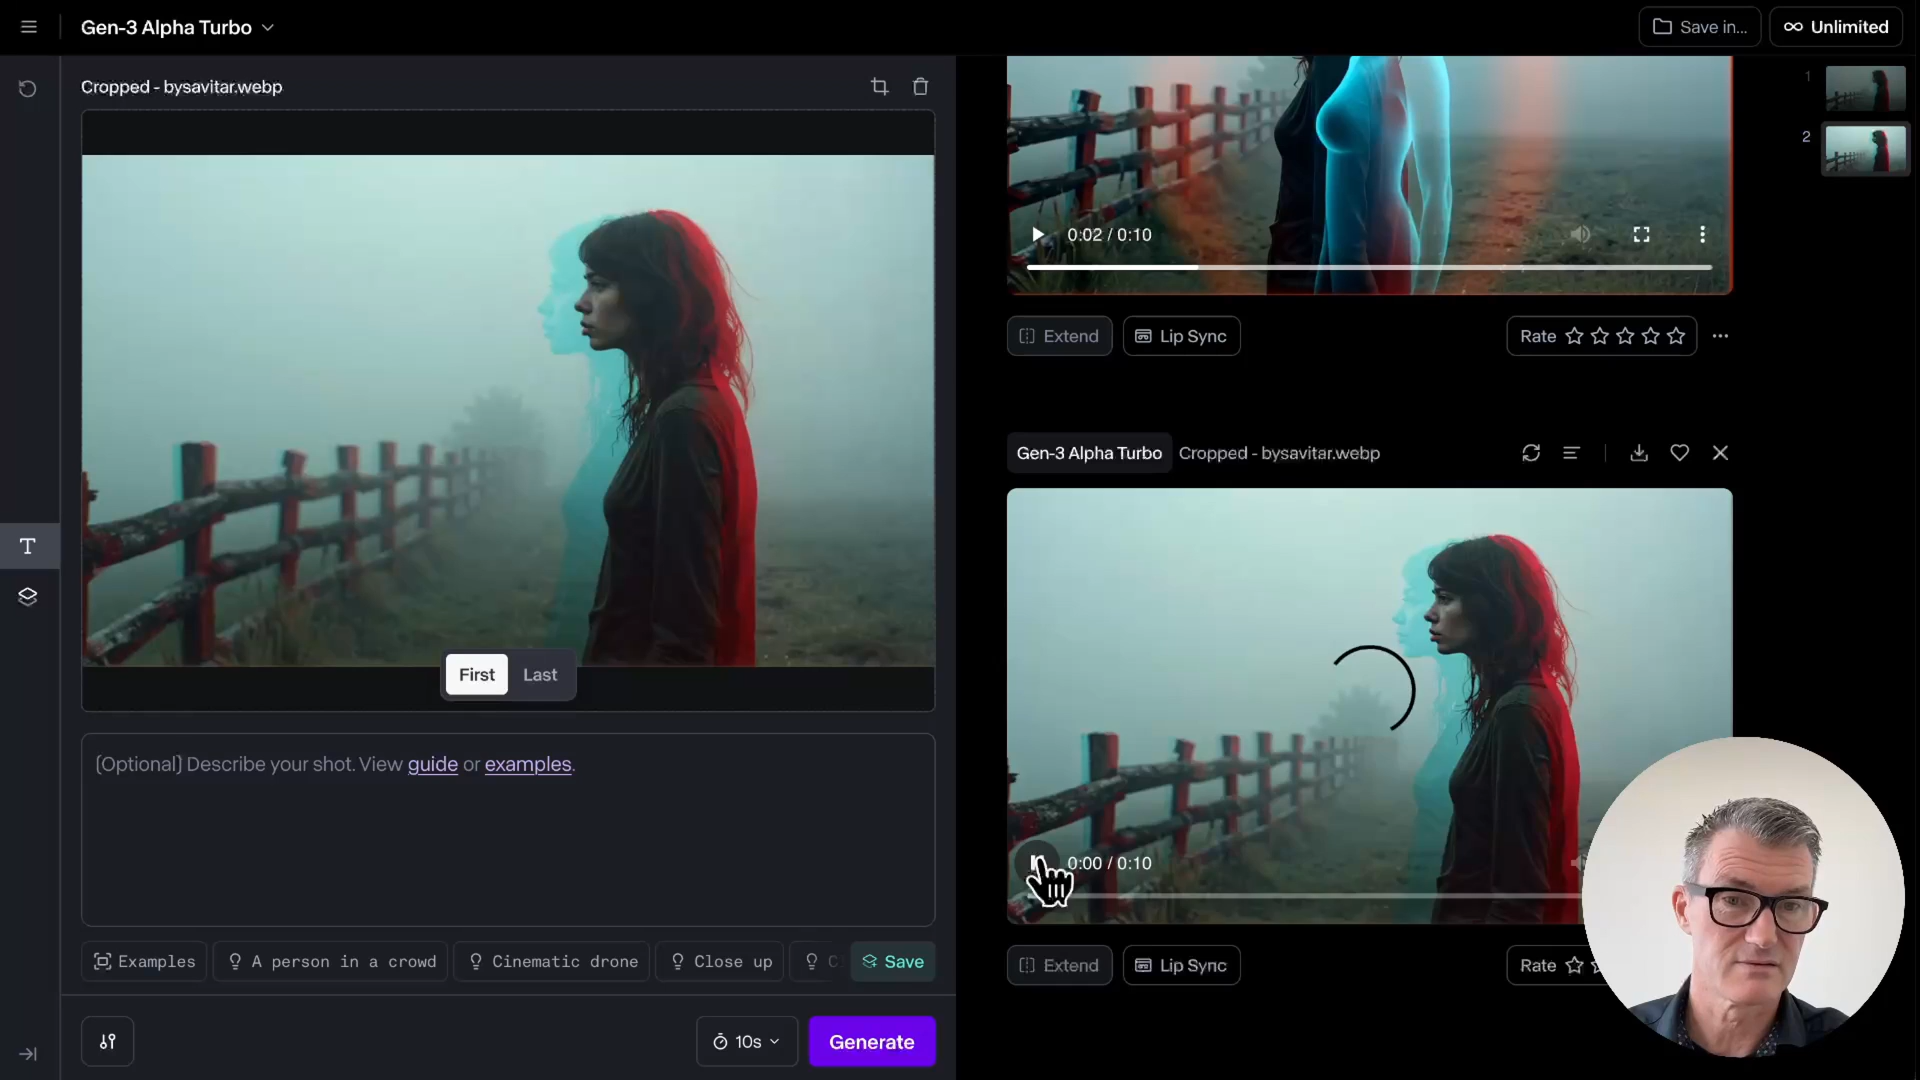 Gen-3 Alpha Turbo
Save in...
Unlimited
Cropped - bysavitar.webp
1
2
0:02 / 0:10
Extend
Lip Sync
Rate
Gen-3 Alpha Turbo
Cropped - bysavitar.webp
First
Last
(Optional) Describe your shot. View guide or examples.
0:00 / 0:10
Examples
A person in a crowd
Cinematic drone
Close up
Save
Extend
Lip Sync
Rate
10s
Generate